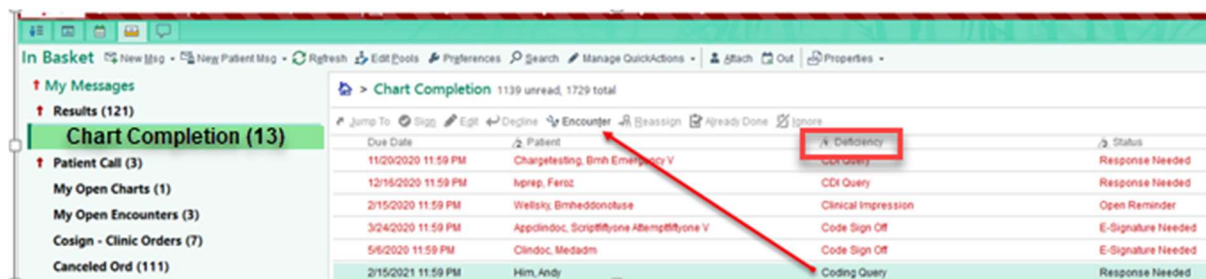 In Basket New Msg New Patient Msg Refresh Edit Pools Preferences Search Manage QuickActions Attach Out Properties
My Messages
Results (121)
Chart Completion (13)
Patient Call (3)
My Open Charts (1)
My Open Encounters (3)
Cosign - Clinic Orders (7)
Canceled Ord (111)
> Chart Completion 1139 unread, 1729 total
Jump To Sign Edit Decline Encounter Reassign Already Done Ignore
Due Date Patient Deficiency Status
11/20/2020 11:59 PM Chargetesting, Bmh Emergency V CDI Query Response Needed
12/16/2020 11:59 PM Ivprep, Feroz CDI Query Response Needed
2/15/2020 11:59 PM Wellsky, Bmheddonotuse Clinical Impression Open Reminder
3/24/2020 11:59 PM Appclindoc, Scriptfiftyone Attemptfiftyone V Code Sign Off E-Signature Needed
5/6/2020 11:59 PM Clindoc, Medadm Code Sign Off E-Signature Needed
2/15/2021 11:59 PM Him, Andy Coding Query Response Needed